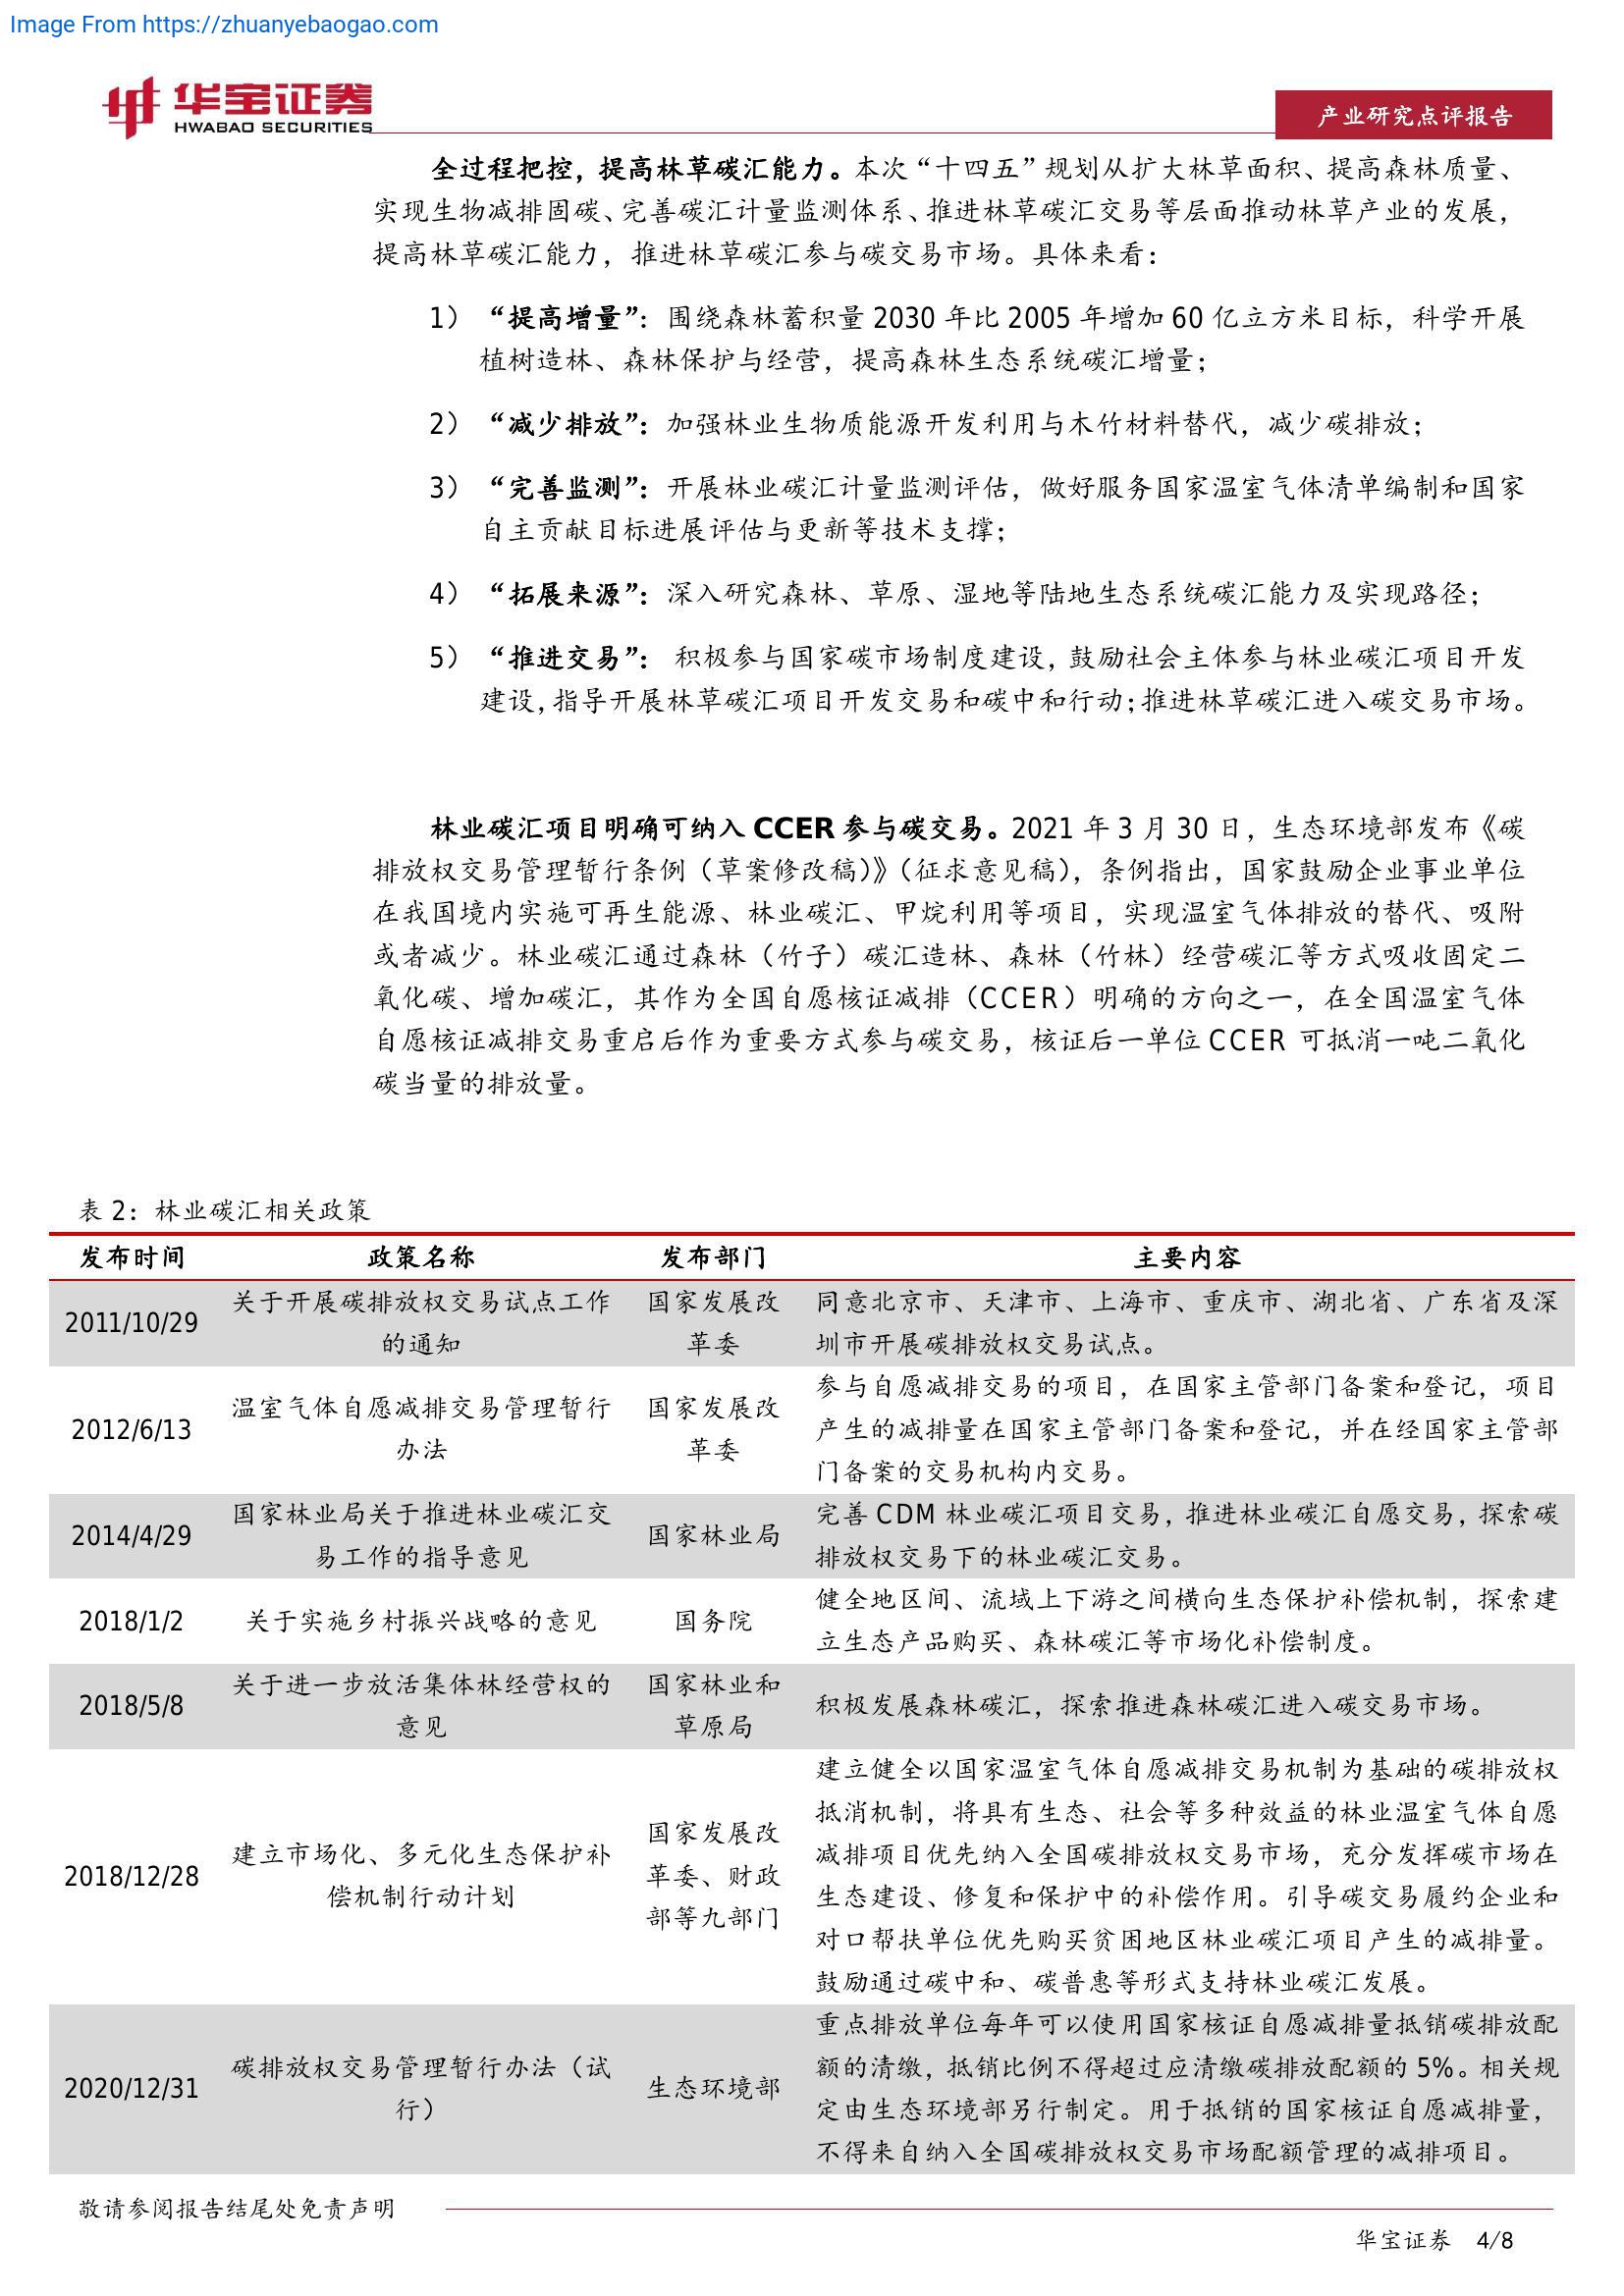 Image From https://zhuanyebaogao.com
华宝证券
HWABAO SECURITIES
产业研究点评报告
全过程把控，提高林草碳汇能力。本次“十四五”规划从扩大林草面积、提高森林质量、
实现生物减排固碳、完善碳汇计量监测体系、推进林草碳汇交易等层面推动林草产业的发展，
提高林草碳汇能力，推进林草碳汇参与碳交易市场。具体来看：
1） “提高增量”：围绕森林蓄积量 2030 年比 2005 年增加 60 亿立方米目标，科学开展
植树造林、森林保护与经营，提高森林生态系统碳汇增量；
2） “减少排放”：加强林业生物质能源开发利用与木竹材料替代，减少碳排放；
3） “完善监测”：开展林业碳汇计量监测评估，做好服务国家温室气体清单编制和国家
自主贡献目标进展评估与更新等技术支撑；
4） “拓展来源”：深入研究森林、草原、湿地等陆地生态系统碳汇能力及实现路径；
5） “推进交易”： 积极参与国家碳市场制度建设，鼓励社会主体参与林业碳汇项目开发
建设，指导开展林草碳汇项目开发交易和碳中和行动；推进林草碳汇进入碳交易市场。
林业碳汇项目明确可纳入 CCER 参与碳交易。2021 年 3 月 30 日，生态环境部发布《碳
排放权交易管理暂行条例（草案修改稿）》（征求意见稿），条例指出，国家鼓励企业事业单位
在我国境内实施可再生能源、林业碳汇、甲烷利用等项目，实现温室气体排放的替代、吸附
或者减少。林业碳汇通过森林（竹子）碳汇造林、森林（竹林）经营碳汇等方式吸收固定二
氧化碳、增加碳汇，其作为全国自愿核证减排（CCER）明确的方向之一，在全国温室气体
自愿核证减排交易重启后作为重要方式参与碳交易，核证后一单位 CCER 可抵消一吨二氧化
碳当量的排放量。
表 2：林业碳汇相关政策
发布时间 政策名称 发布部门 主要内容
2011/10/29
关于开展碳排放权交易试点工作
的通知
国家发展改
革委
同意北京市、天津市、上海市、重庆市、湖北省、广东省及深
圳市开展碳排放权交易试点。
2012/6/13
温室气体自愿减排交易管理暂行
办法
国家发展改
革委
参与自愿减排交易的项目，在国家主管部门备案和登记，项目
产生的减排量在国家主管部门备案和登记，并在经国家主管部
门备案的交易机构内交易。
2014/4/29
国家林业局关于推进林业碳汇交
易工作的指导意见
国家林业局
完善 CDM 林业碳汇项目交易，推进林业碳汇自愿交易，探索碳
排放权交易下的林业碳汇交易。
2018/1/2
关于实施乡村振兴战略的意见
国务院
健全地区间、流域上下游之间横向生态保护补偿机制，探索建
立生态产品购买、森林碳汇等市场化补偿制度。
2018/5/8
关于进一步放活集体林经营权的
意见
国家林业和
草原局
积极发展森林碳汇，探索推进森林碳汇进入碳交易市场。
2018/12/28
建立市场化、多元化生态保护补
偿机制行动计划
国家发展改
革委、财政
部等九部门
建立健全以国家温室气体自愿减排交易机制为基础的碳排放权
抵消机制，将具有生态、社会等多种效益的林业温室气体自愿
减排项目优先纳入全国碳排放权交易市场，充分发挥碳市场在
生态建设、修复和保护中的补偿作用。引导碳交易履约企业和
对口帮扶单位优先购买贫困地区林业碳汇项目产生的减排量。
鼓励通过碳中和、碳普惠等形式支持林业碳汇发展。
2020/12/31
碳排放权交易管理暂行办法（试
行）
生态环境部
重点排放单位每年可以使用国家核证自愿减排量抵销碳排放配
额的清缴，抵销比例不得超过应清缴碳排放配额的 5%。相关规
定由生态环境部另行制定。用于抵销的国家核证自愿减排量，
不得来自纳入全国碳排放权交易市场配额管理的减排项目。
敬请参阅报告结尾处免责声明
华宝证券 4/8